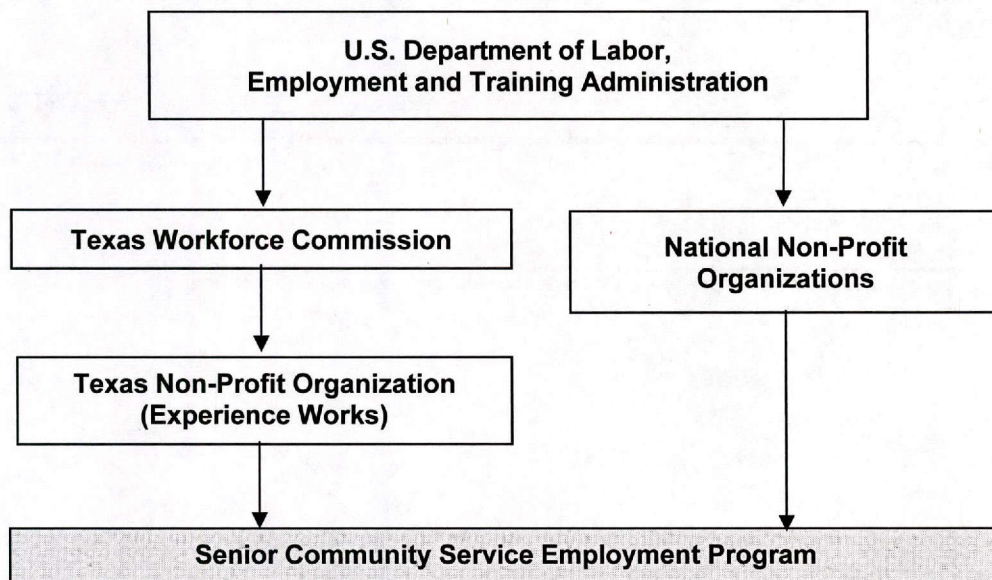 U.S. Department of Labor,
Employment and Training Administration
Texas Workforce Commission
National Non-Profit
Organizations
Texas Non-Profit Organization
(Experience Works)
Senior Community Service Employment Program